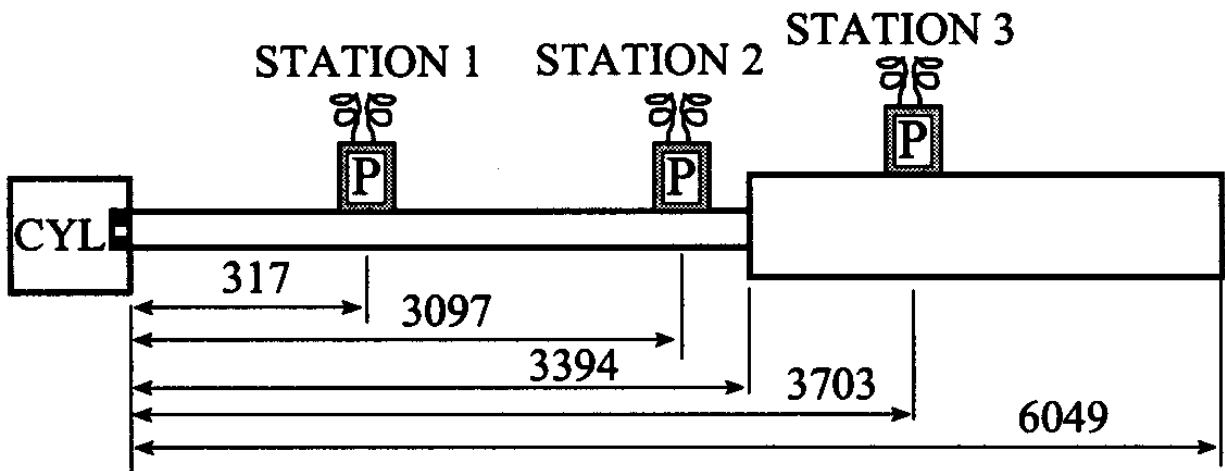 STATION 3
STATION 1 STATION 2
P
P P
CYL
317
3097
3394
3703
6049